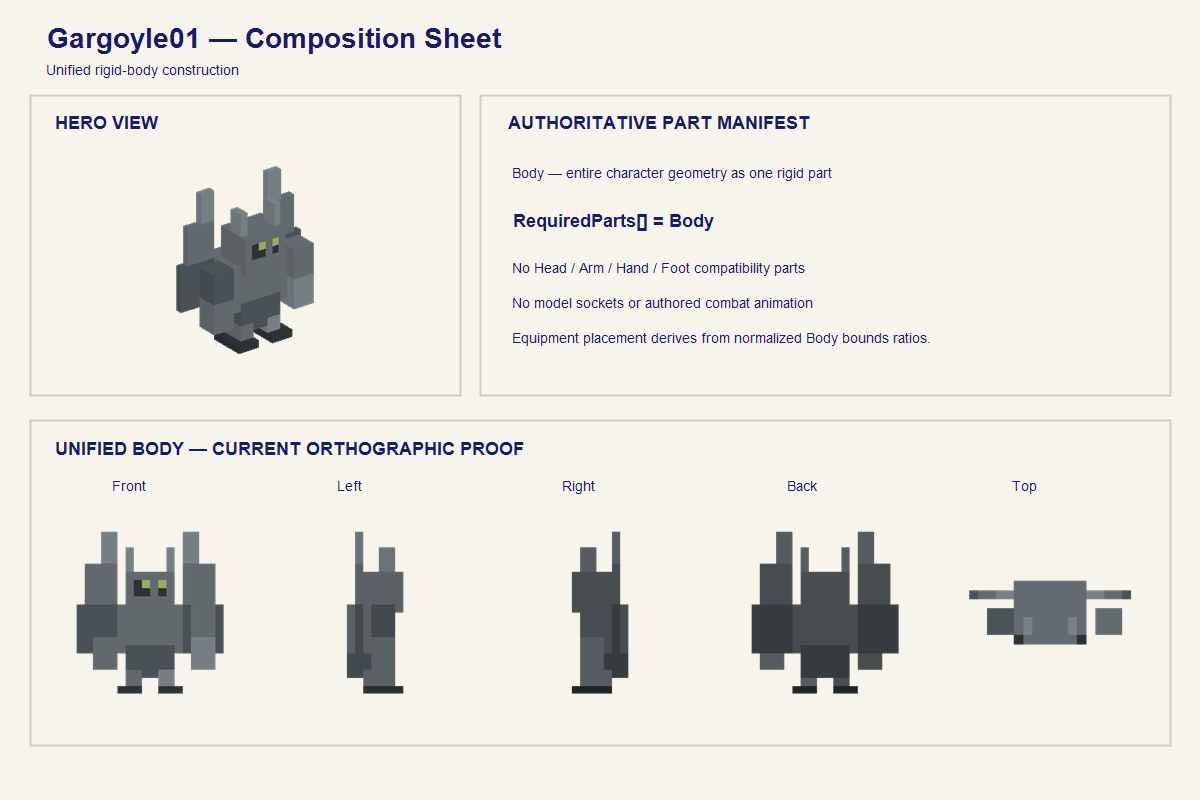 Gargoyle01 — Composition Sheet
Unified rigid-body construction
HERO VIEW
AUTHORITATIVE PART MANIFEST
Body — entire character geometry as one rigid part
RequiredParts[] = Body
No Head / Arm / Hand / Foot compatibility parts
No model sockets or authored combat animation
Equipment placement derives from normalized Body bounds ratios.
UNIFIED BODY — CURRENT ORTHOGRAPHIC PROOF
Front
Left
Right
Back
Top